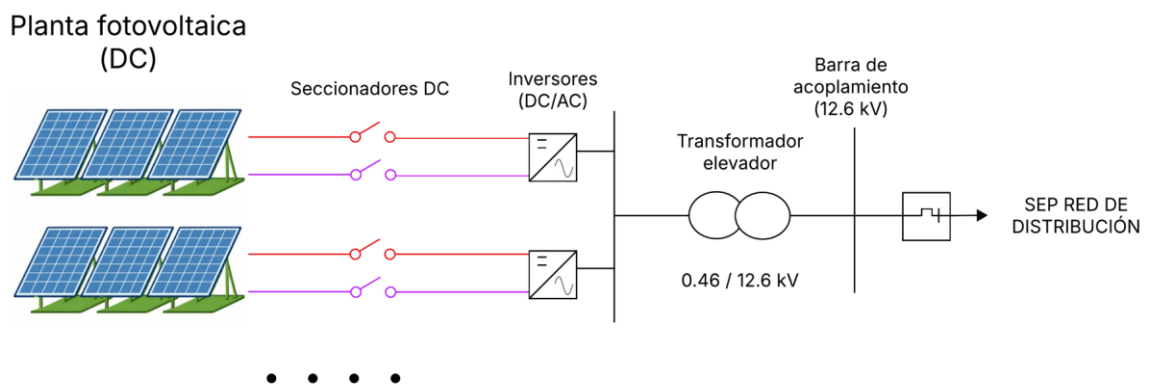 Planta fotovoltaica
(DC)
Seccionadores DC
Inversores
(DC/AC)
Transformador
elevador
0.46 / 12.6 kV
Barra de
acoplamiento
(12.6 kV)
SEP RED DE
DISTRIBUCIÓN